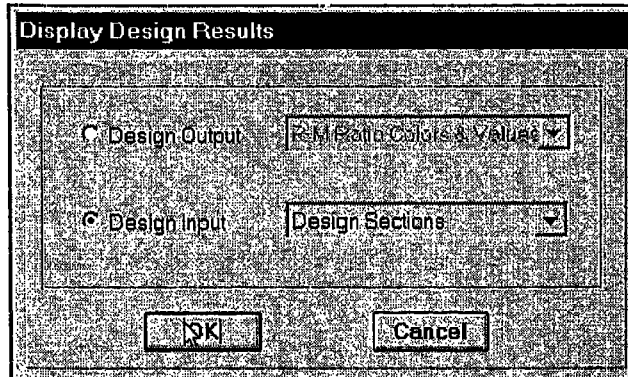 Display Design Results
Design Output P-M Ratio Colors & Values
Design Input Design Sections
OK Cancel